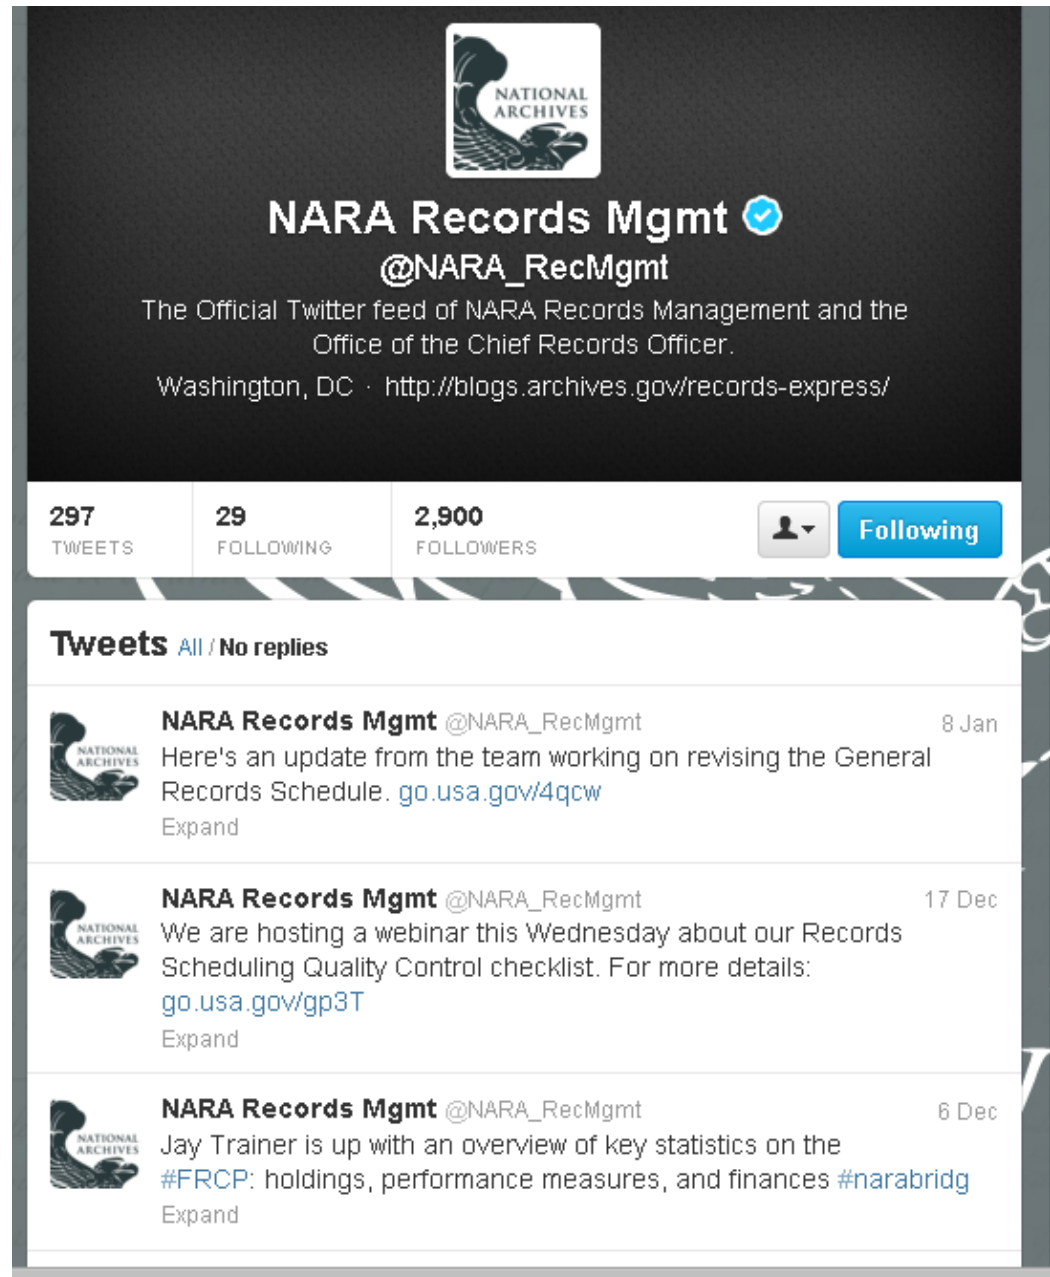 NATIONAL
ARCHIVES
NARA Records Mgmt
@NARA_RecMgmt
The Official Twitter feed of NARA Records Management and the
Office of the Chief Records Officer.
Washington, DC · http://blogs.archives.gov/records-express/
297
TWEETS
29
FOLLOWING
2,900
FOLLOWERS
Following
Tweets All / No replies
NATIONAL
ARCHIVES
NARA Records Mgmt @NARA_RecMgmt 8 Jan
Here's an update from the team working on revising the General
Records Schedule. go.usa.gov/4qcw
Expand
NATIONAL
ARCHIVES
NARA Records Mgmt @NARA_RecMgmt 17 Dec
We are hosting a webinar this Wednesday about our Records
Scheduling Quality Control checklist. For more details:
go.usa.gov/gp3T
Expand
NATIONAL
ARCHIVES
NARA Records Mgmt @NARA_RecMgmt 6 Dec
Jay Trainer is up with an overview of key statistics on the
#FRCP: holdings, performance measures, and finances #narabridg
Expand